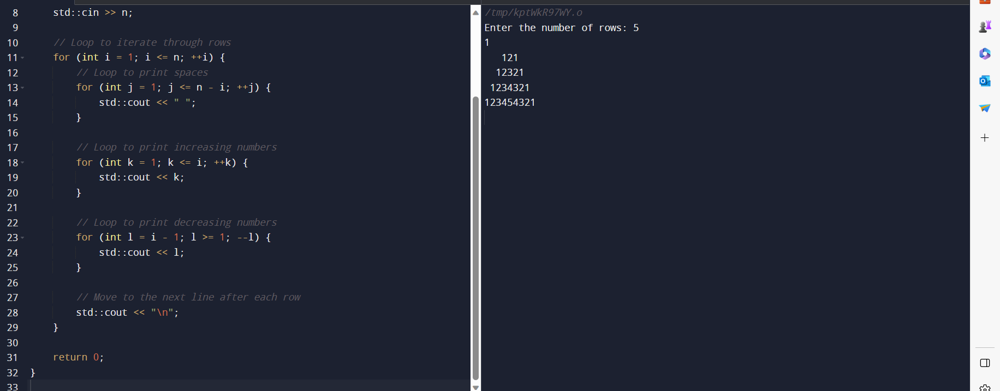 8     std::cin >> n;
9
10     // Loop to iterate through rows
11     for (int i = 1; i <= n; ++i) {
12         // Loop to print spaces
13         for (int j = 1; j <= n - i; ++j) {
14             std::cout << " ";
15         }
16
17         // Loop to print increasing numbers
18         for (int k = 1; k <= i; ++k) {
19             std::cout << k;
20         }
21
22         // Loop to print decreasing numbers
23         for (int l = i - 1; l >= 1; --l) {
24             std::cout << l;
25         }
26
27         // Move to the next line after each row
28         std::cout << "\n";
29     }
30
31     return 0;
32 }
33
/tmp/kptWkR97WY.o
Enter the number of rows: 5
1
   121
  12321
 1234321
123454321